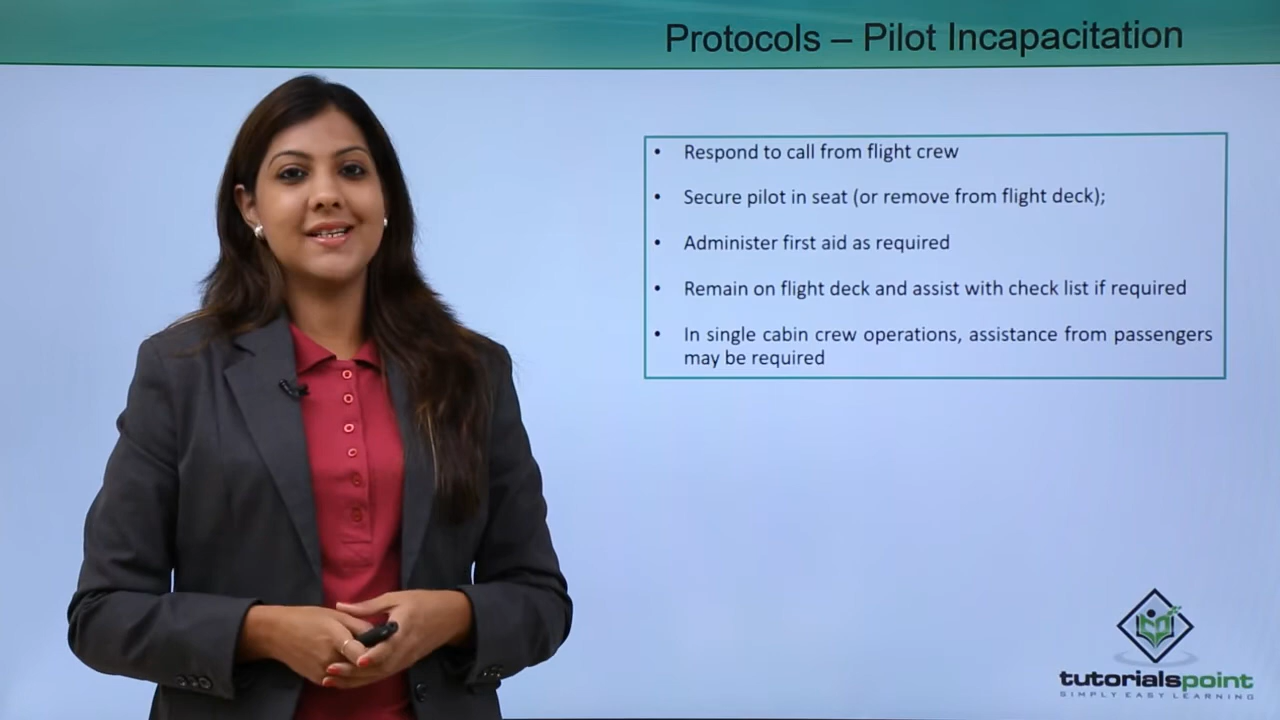 Protocols – Pilot Incapacitation
• Respond to call from flight crew
• Secure pilot in seat (or remove from flight deck);
• Administer first aid as required
• Remain on flight deck and assist with check list if required
• In single cabin crew operations, assistance from passengers
may be required
tutorialspoint
SIMPLY EASY LEARNING